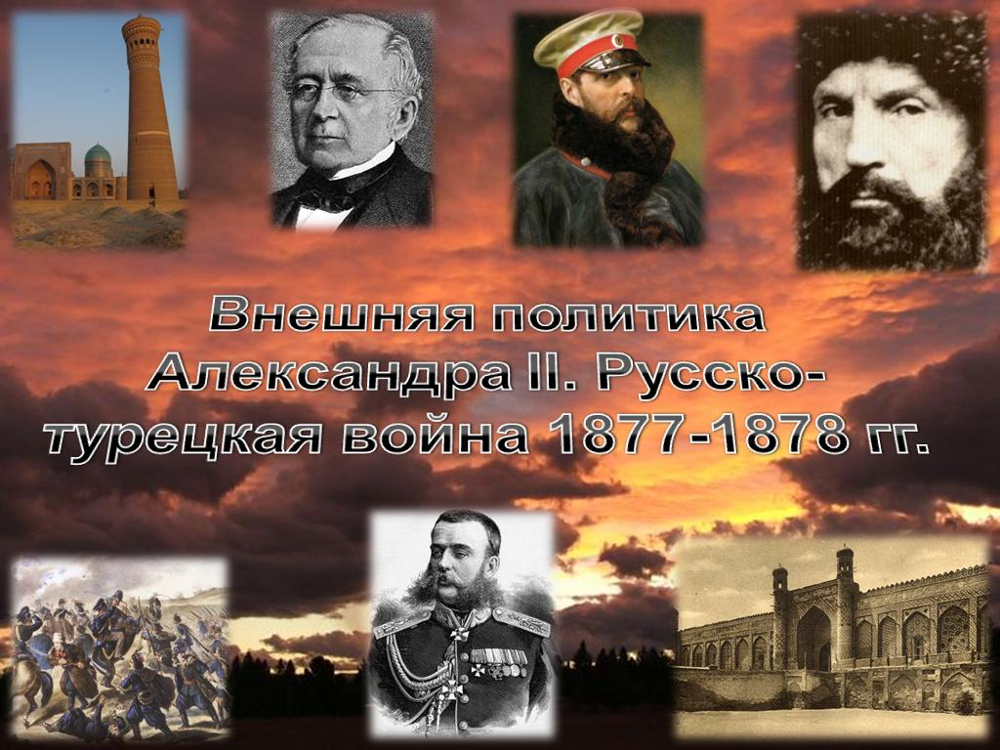 Внешняя политика
Александра II. Русско-
турецкая война 1877-1878 гг.